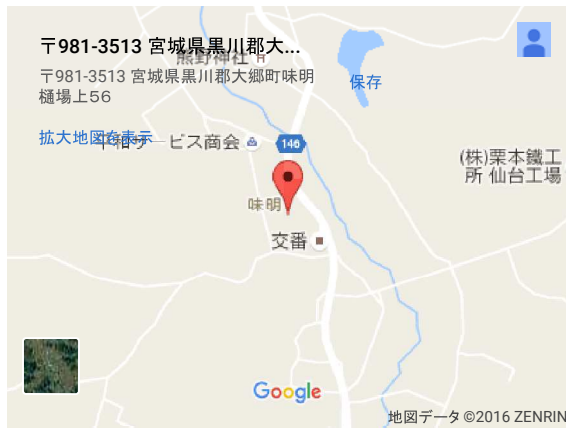 〒981-3513 宮城県黒川郡大...
熊野神社
〒981-3513 宮城県黒川郡大郷町味明
樋場上５６
保存
拡大地図を表示
平和サービス商会
146
(株)栗本鐵工
所 仙台工場
味明
交番
Google
地図データ ©2016 ZENRIN